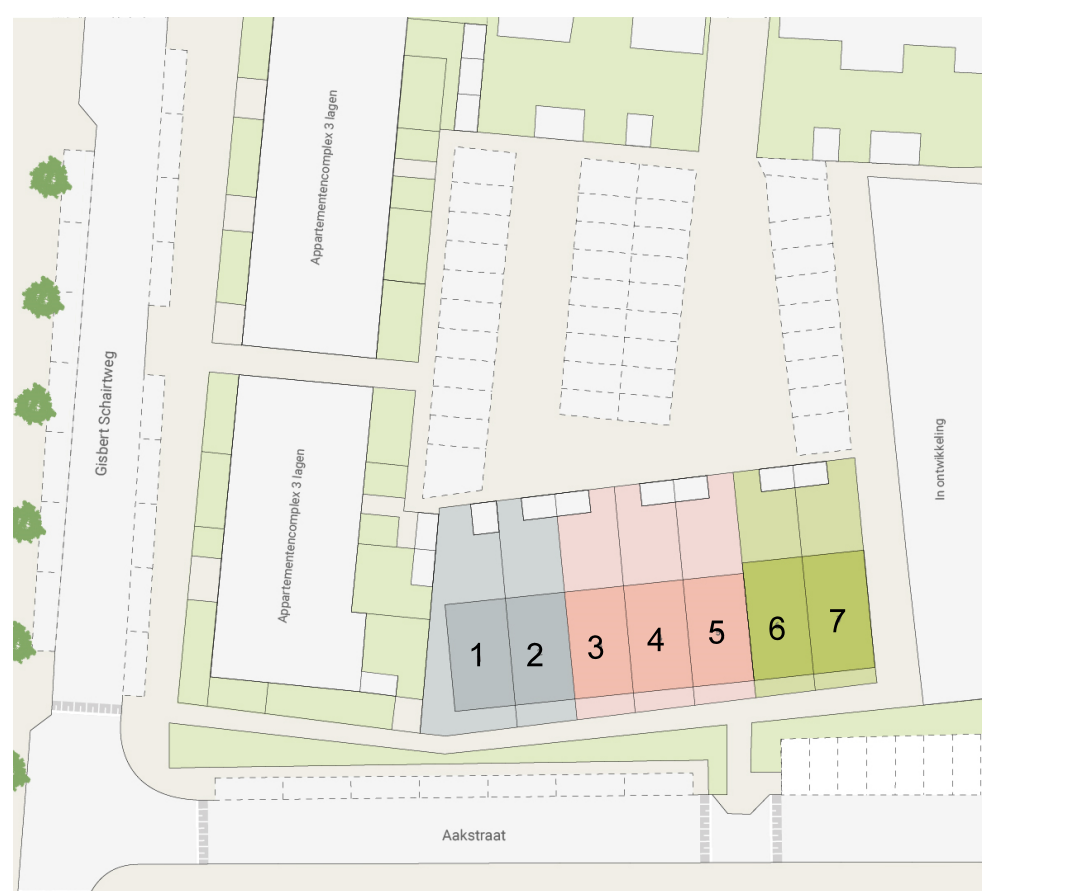 Appartementencomplex 3 lagen
Gisbert Schairtweg
Appartementencomplex 3 lagen
In ontwikkeling
1
2
3
4
5
6
7
Aakstraat